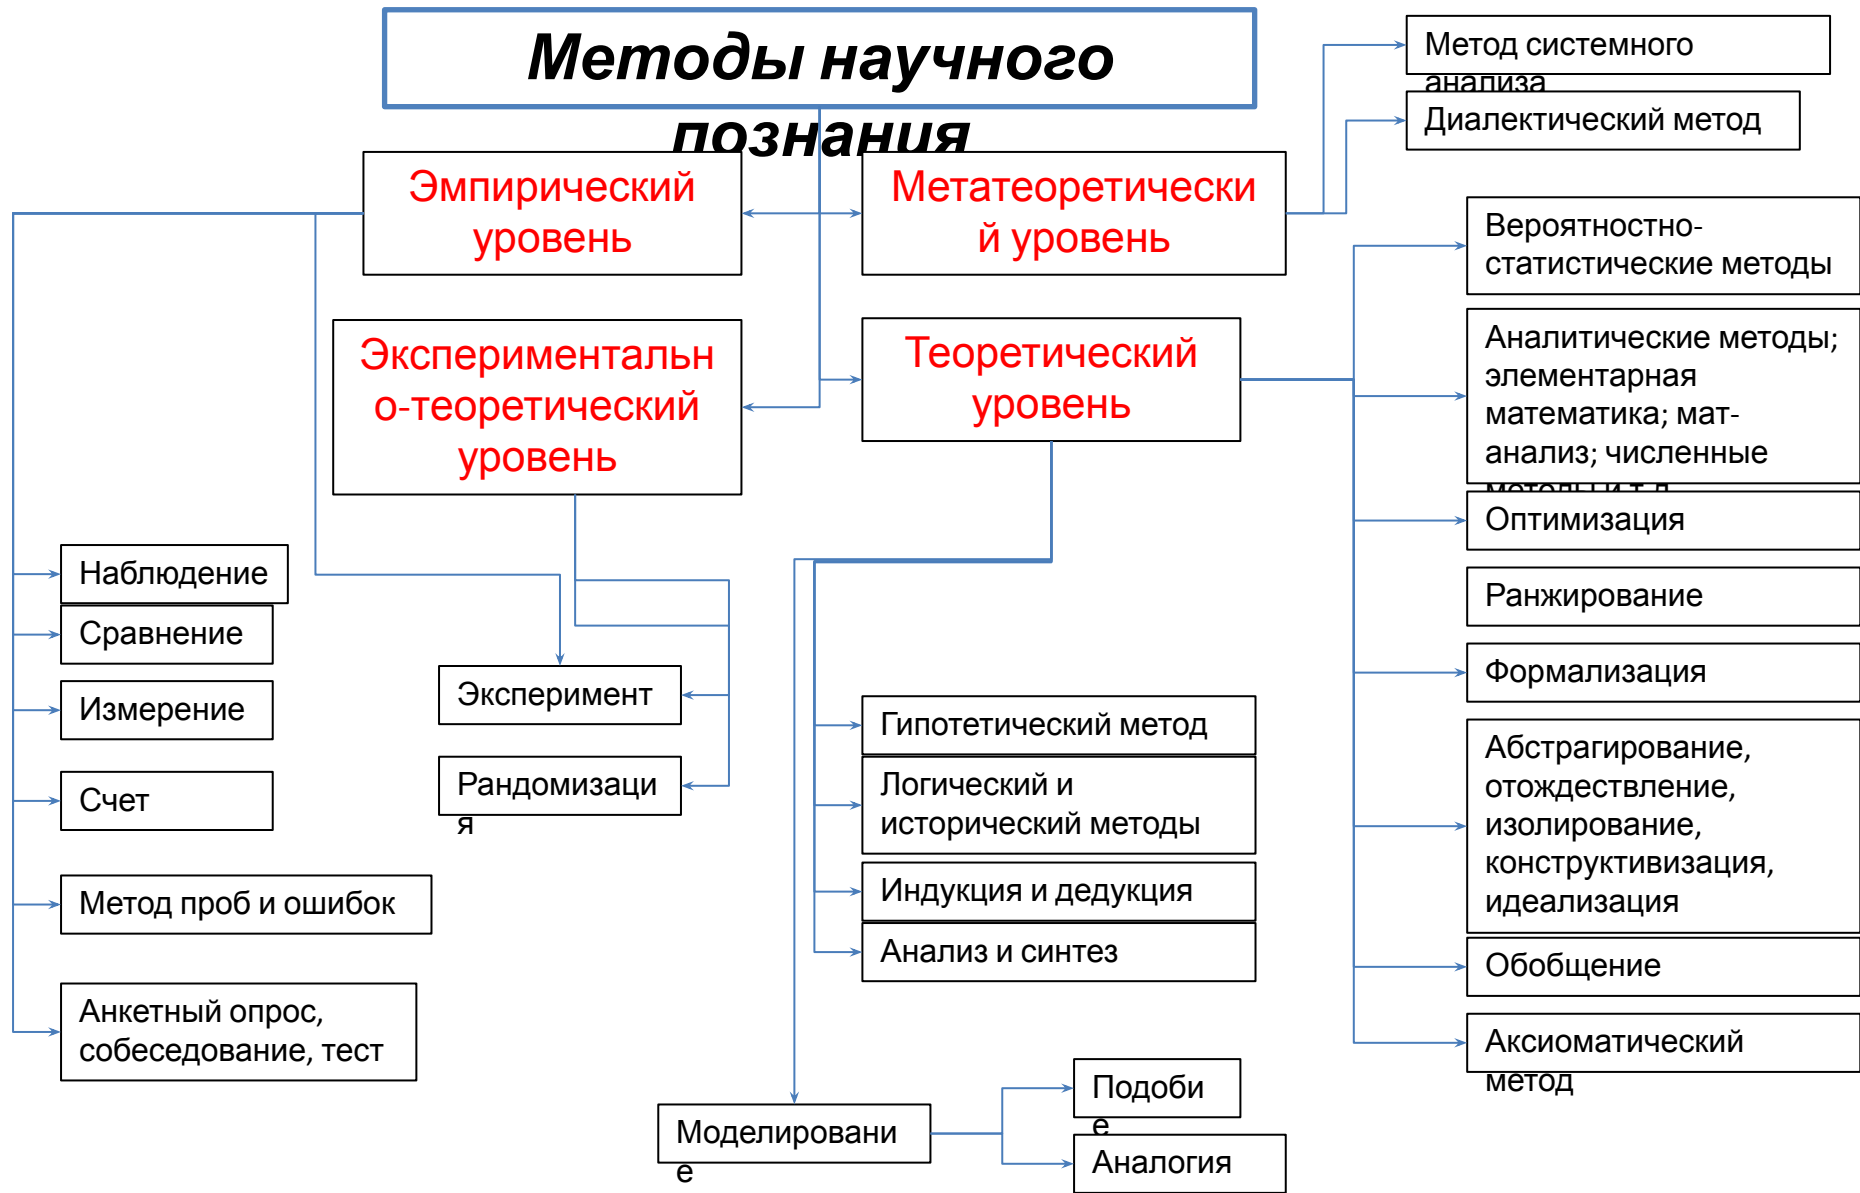 Методы научного
познания
Метод системного
анализа
Диалектический метод
Эмпирический
уровень
Метатеоретически
й уровень
Экспериментальн
о-теоретический
уровень
Теоретический
уровень
Вероятностно-
статистические методы
Аналитические методы;
элементарная
математика; мат-
анализ; численные
методы и т.д
Оптимизация
Ранжирование
Формализация
Абстрагирование,
отождествление,
изолирование,
конструктивизация,
идеализация
Обобщение
Аксиоматический
метод
Наблюдение
Сравнение
Измерение
Счет
Метод проб и ошибок
Анкетный опрос,
собеседование, тест
Эксперимент
Рандомизаци
я
Гипотетический метод
Логический и
исторический методы
Индукция и дедукция
Анализ и синтез
Моделировани
е
Подоби
е
Аналогия